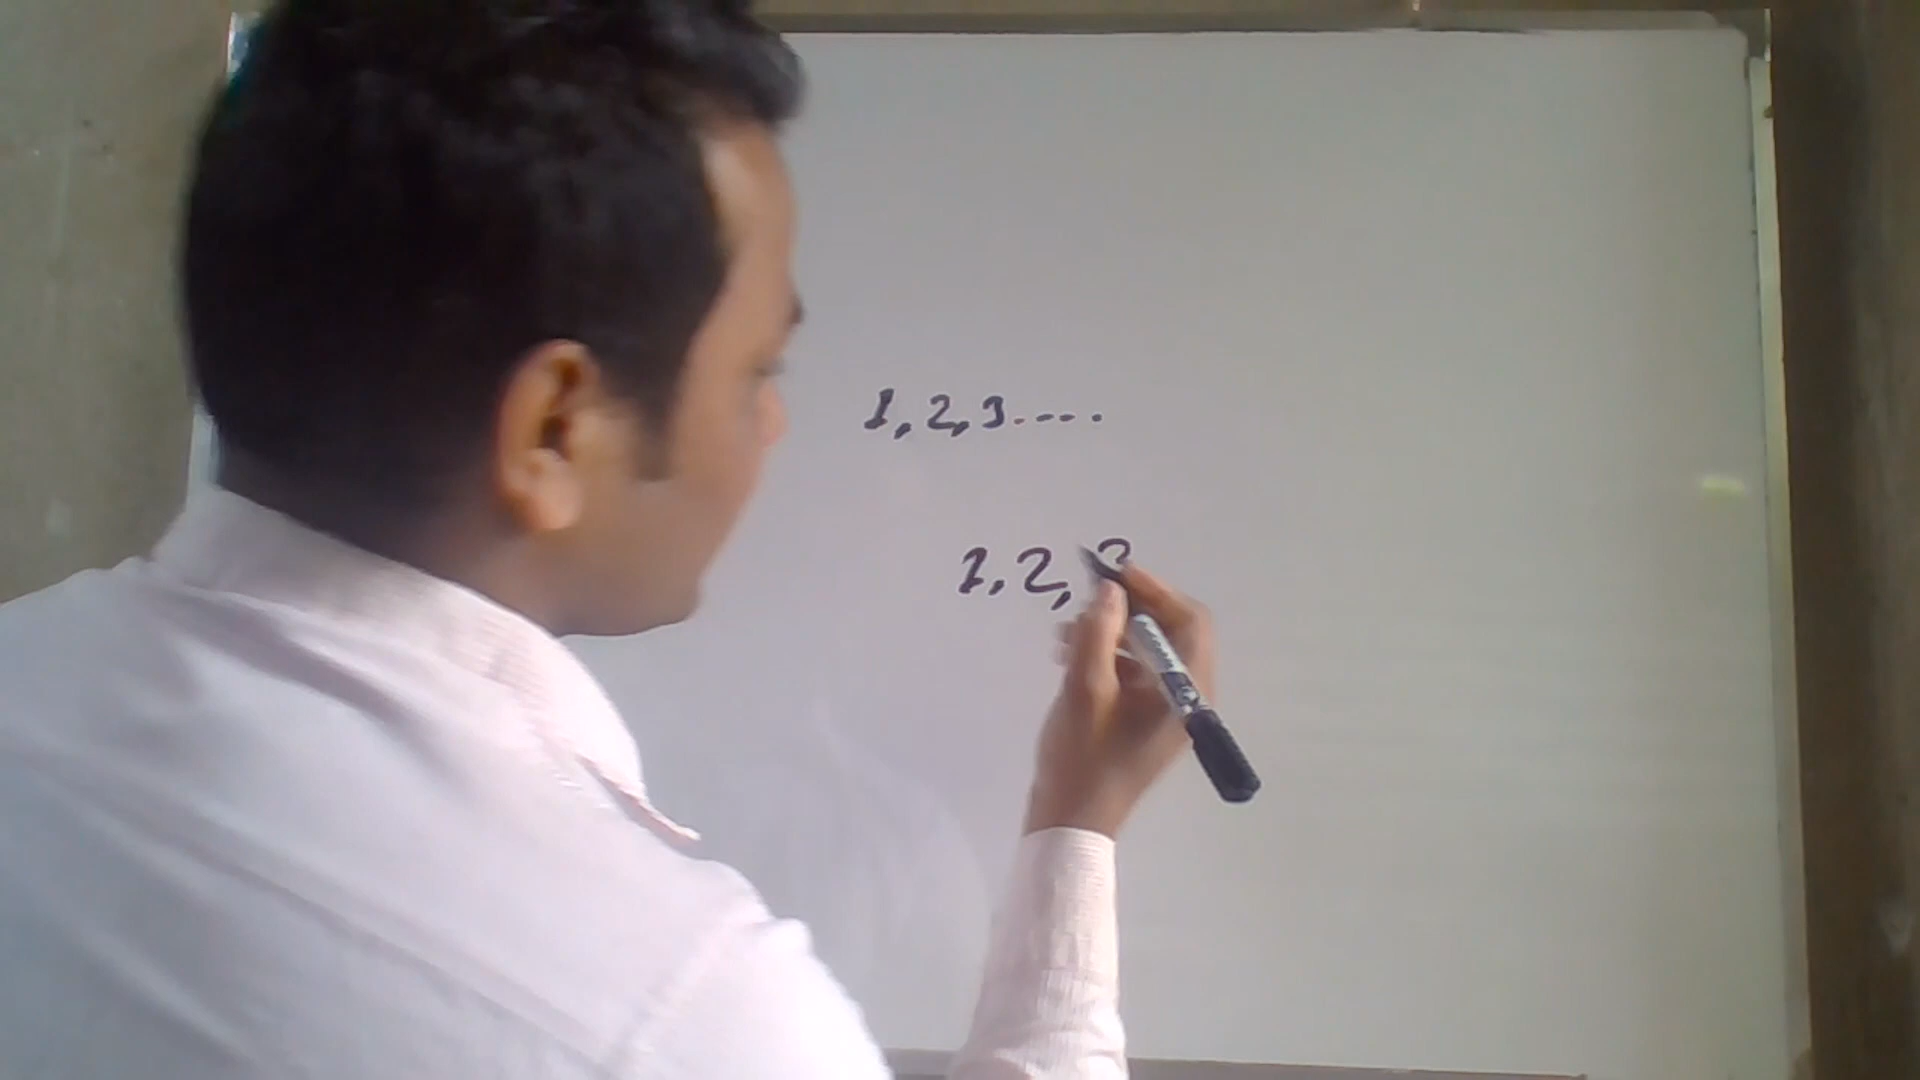 1, 2, 3....
1, 2,